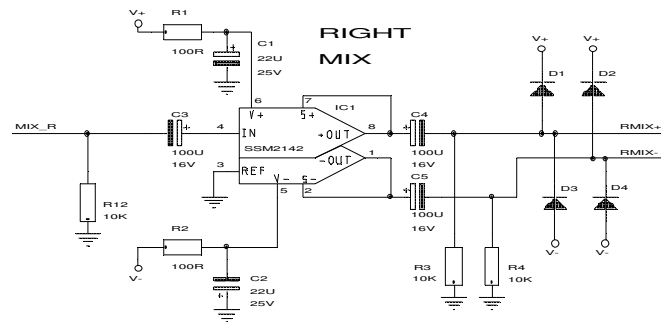 V+
R1
100R
C1
22U
25V
RIGHT
MIX
V+
V+
D1
D2
6
7
V+
S+
IC1
MIX_R
C3
4
IN
+OUT
8
C4
RMIX+
100U
16V
SSM2142
100U
16V
3
REF
-OUT
1
RMIX-
V-
S-
5
2
C5
100U
16V
D3
D4
R12
10K
R2
100R
V-
C2
22U
25V
R3
10K
R4
10K
V-
V-